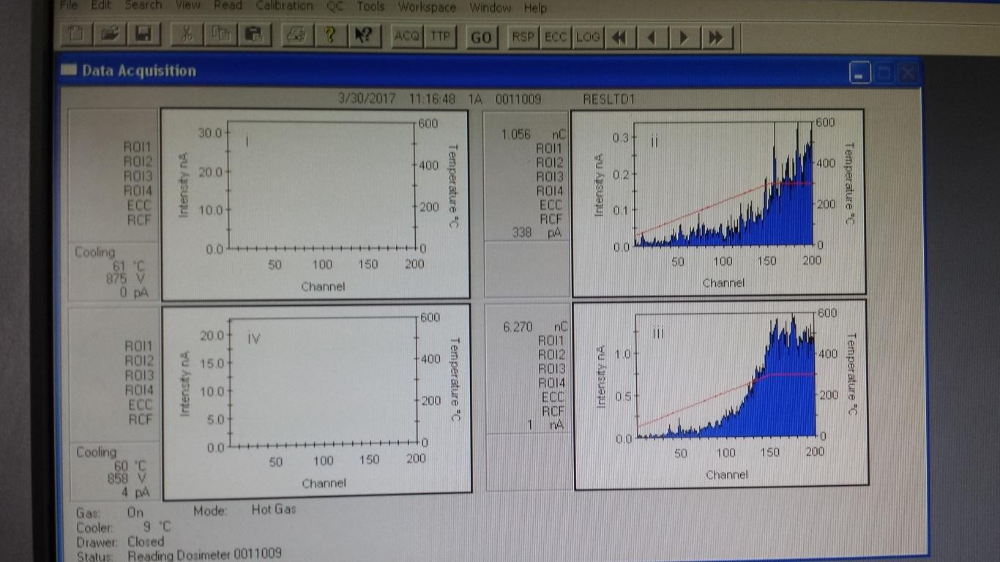 File Edit Search View Read Calibration QC Tools Workspace Window Help
? ? ACQ TTP GO RSP ECC LOG
Data Acquisition
3/30/2017 11:16:48 1A 0011009 RESLTD1
ROI1
ROI2
ROI3
ROI4
ECC
RCF
Cooling
61 °C
875 V
0 pA
i
Intensity nA
30.0
20.0
10.0
0.0
50 100 150 200
Channel
600
400
200
0
Temperature °C
1.056 nC
ROI1
ROI2
ROI3
ROI4
ECC
RCF
338 pA
ii
Intensity nA
0.3
0.2
0.1
0.0
50 100 150 200
Channel
600
400
200
0
Temperature °C
ROI1
ROI2
ROI3
ROI4
ECC
RCF
Cooling
60 °C
858 V
4 pA
iv
Intensity nA
20.0
15.0
10.0
5.0
0.0
50 100 150 200
Channel
600
400
200
0
Temperature °C
6.270 nC
ROI1
ROI2
ROI3
ROI4
ECC
RCF
1 nA
iii
Intensity nA
1.0
0.5
0.0
50 100 150 200
Channel
600
400
200
0
Temperature °C
Gas: On Mode: Hot Gas
Cooler: 9 °C
Drawer: Closed
Status: Reading Dosimeter 0011009